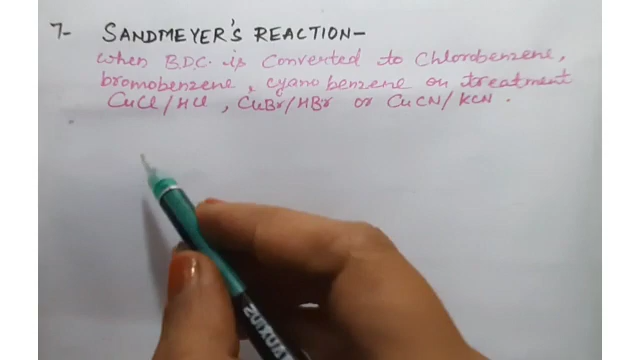 7- SANDMEYER'S REACTION-
When B.D.C. is converted to Chlorobenzene,
bromobenzene, cyanobenzene on treatment
CuCl/HCl, CuBr/HBr or CuCN/KCN.